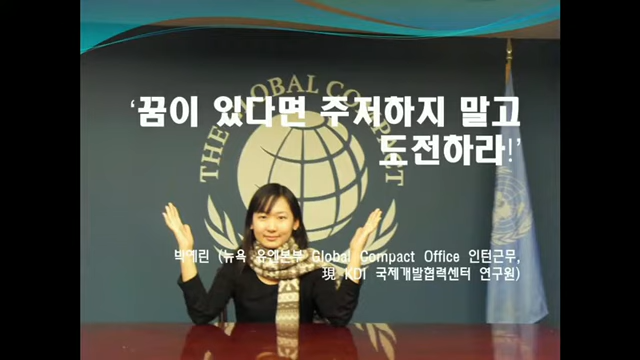 THE GLOBAL COMPACT
‘꿈이 있다면 주저하지 말고
도전하라!’
박예린 (뉴욕 유엔본부 Global Compact Office 인턴근무,
現 KDI 국제개발협력센터 연구원)